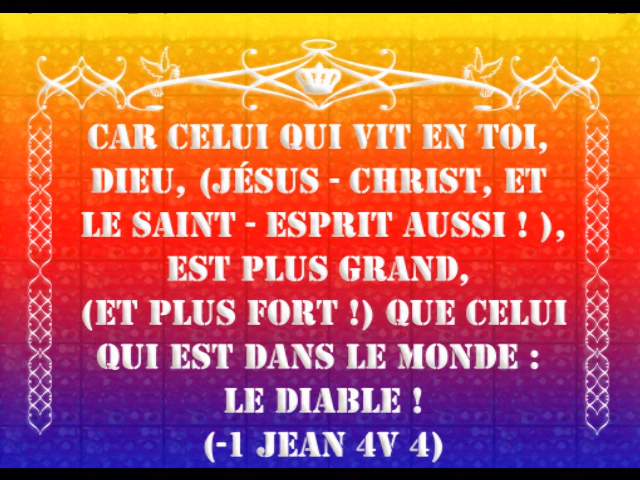 CAR CELUI QUI VIT EN TOI,
DIEU, (JÉSUS - CHRIST, ET
LE SAINT - ESPRIT AUSSI ! ),
EST PLUS GRAND,
(ET PLUS FORT !) QUE CELUI
QUI EST DANS LE MONDE :
LE DIABLE !
(-1 JEAN 4V 4)